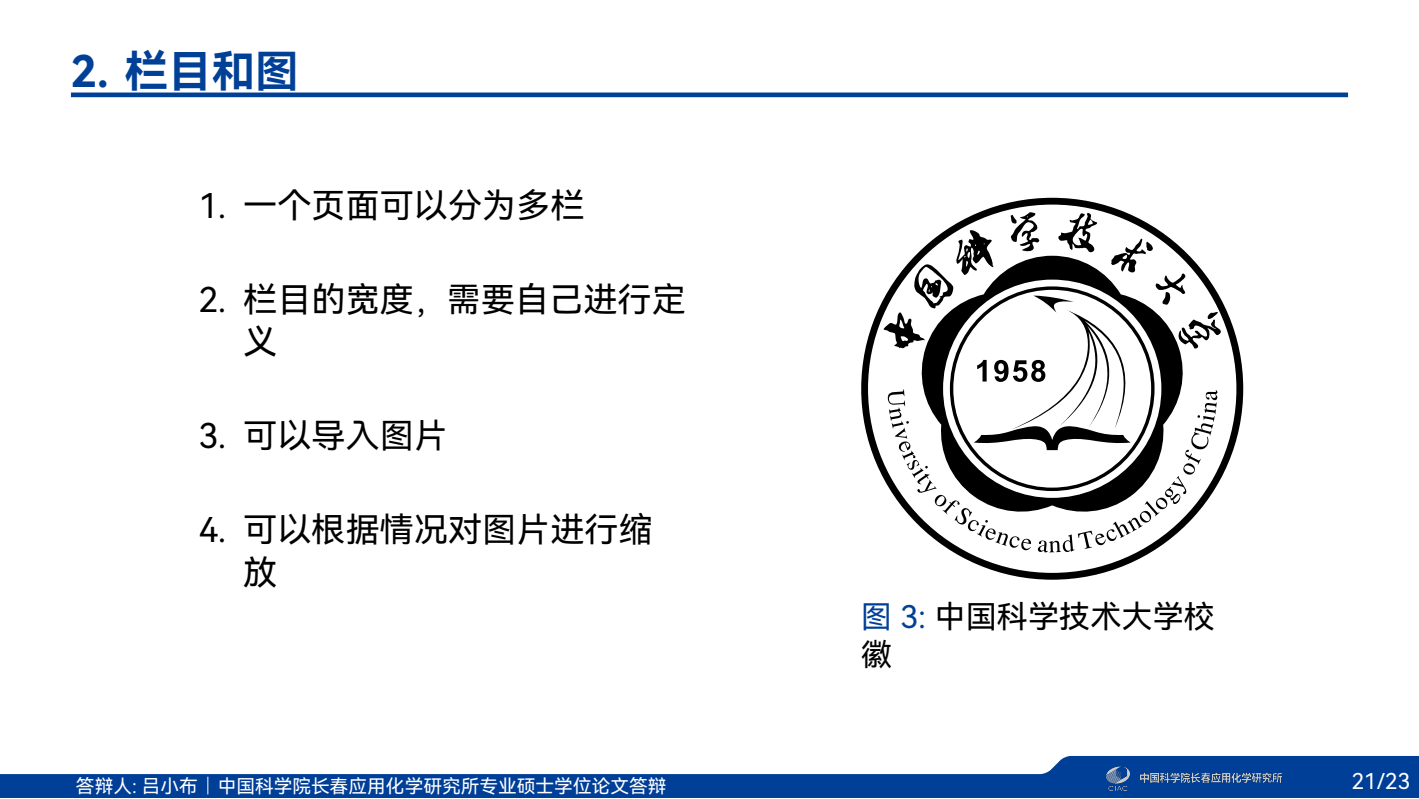 2. 栏目和图
1. 一个页面可以分为多栏
2. 栏目的宽度，需要自己进行定
义
3. 可以导入图片
4. 可以根据情况对图片进行缩
放
中国科学技术大学
1958
University of Science and Technology of China
图 3: 中国科学技术大学校
徽
答辩人: 吕小布 | 中国科学院长春应用化学研究所专业硕士学位论文答辩
CIAC
中国科学院长春应用化学研究所
21/23